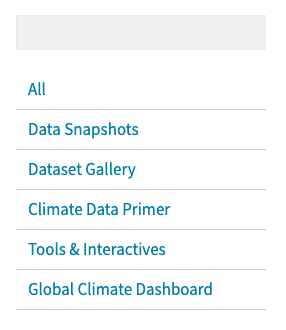 All
Data Snapshots
Dataset Gallery
Climate Data Primer
Tools & Interactives
Global Climate Dashboard